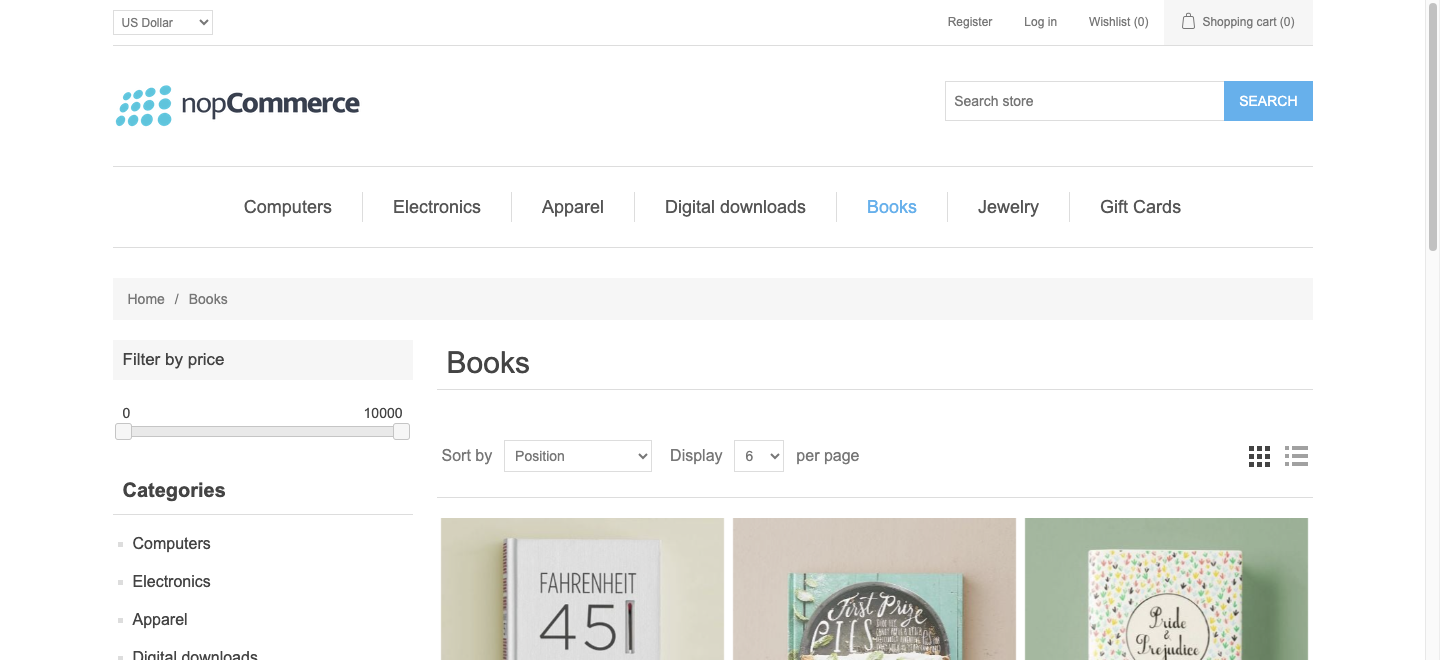 US Dollar
Register
Log in
Wishlist (0)
Shopping cart (0)
nopCommerce
Search store
SEARCH
Computers
Electronics
Apparel
Digital downloads
Books
Jewelry
Gift Cards
Home / Books
Filter by price
Books
0
10000
Sort by
Position
Display
6
per page
Categories
Computers
Electronics
Apparel
Digital downloads
FAHRENHEIT
451
First Prize
PIES
Pride
&
Prejudice